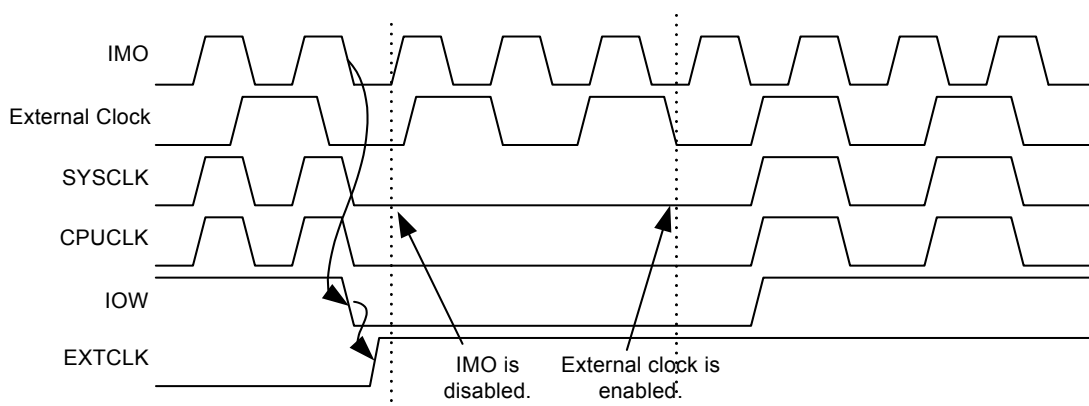 IMO
External Clock
SYSCLK
CPUCLK
IOW
EXTCLK
IMO is
disabled.
External clock is
enabled.